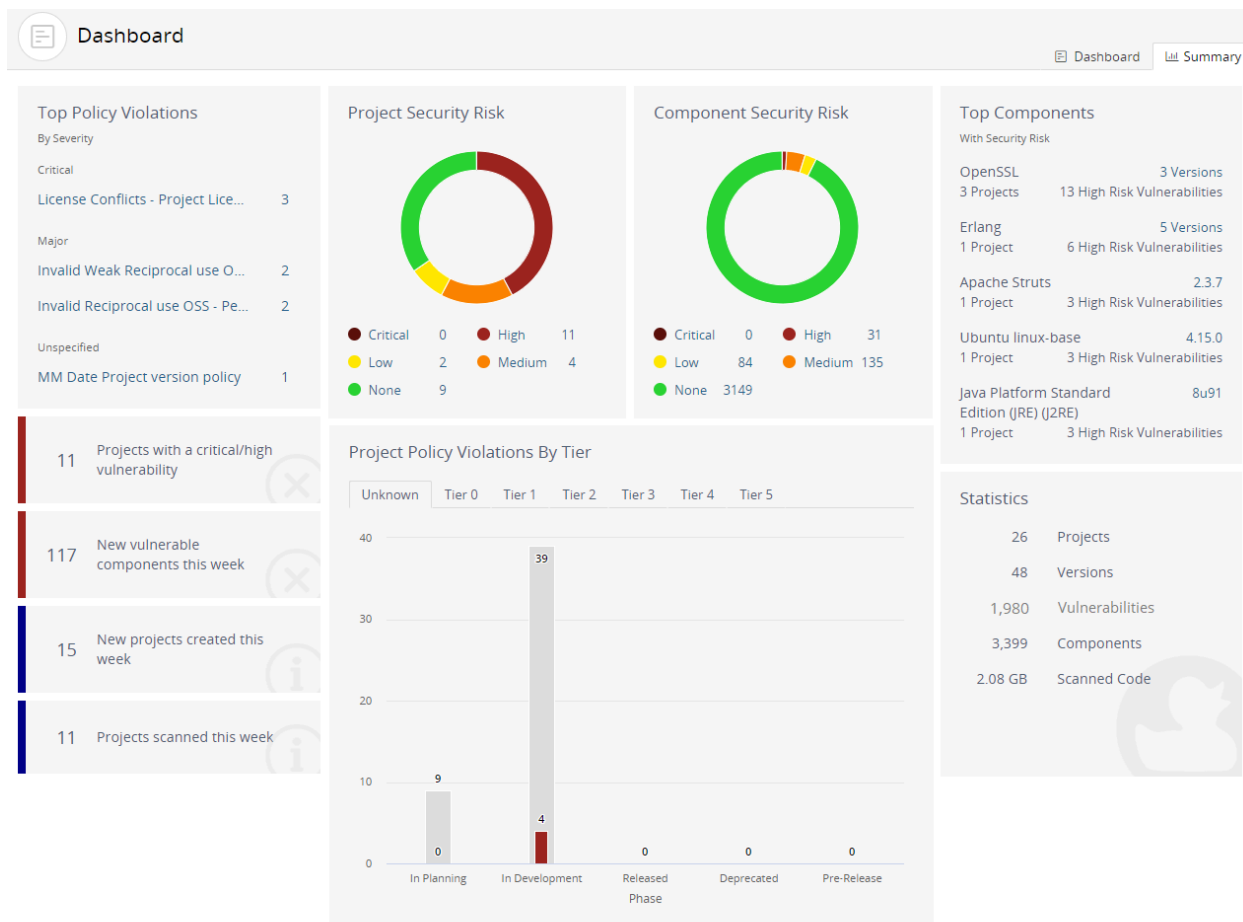 Dashboard
Dashboard
Summary
Top Policy Violations
By Severity
Critical
License Conflicts - Project Lice... 3
Major
Invalid Weak Reciprocal use O... 2
Invalid Reciprocal use OSS - Pe... 2
Unspecified
MM Date Project version policy 1
11 Projects with a critical/high
vulnerability
117 New vulnerable
components this week
15 New projects created this
week
11 Projects scanned this week
Project Security Risk
Critical 0 High 11
Low 2 Medium 4
None 9
Component Security Risk
Critical 0 High 31
Low 84 Medium 135
None 3149
Project Policy Violations By Tier
Unknown Tier 0 Tier 1 Tier 2 Tier 3 Tier 4 Tier 5
40
39
30
20
10
9
4
0
0 0 0 0
In Planning In Development Released Deprecated Pre-Release
Phase
Top Components
With Security Risk
OpenSSL 3 Versions
3 Projects 13 High Risk Vulnerabilities
Erlang 5 Versions
1 Project 6 High Risk Vulnerabilities
Apache Struts 2.3.7
1 Project 3 High Risk Vulnerabilities
Ubuntu linux-base 4.15.0
1 Project 3 High Risk Vulnerabilities
Java Platform Standard 8u91
Edition (JRE) (J2RE)
1 Project 3 High Risk Vulnerabilities
Statistics
26 Projects
48 Versions
1,980 Vulnerabilities
3,399 Components
2.08 GB Scanned Code